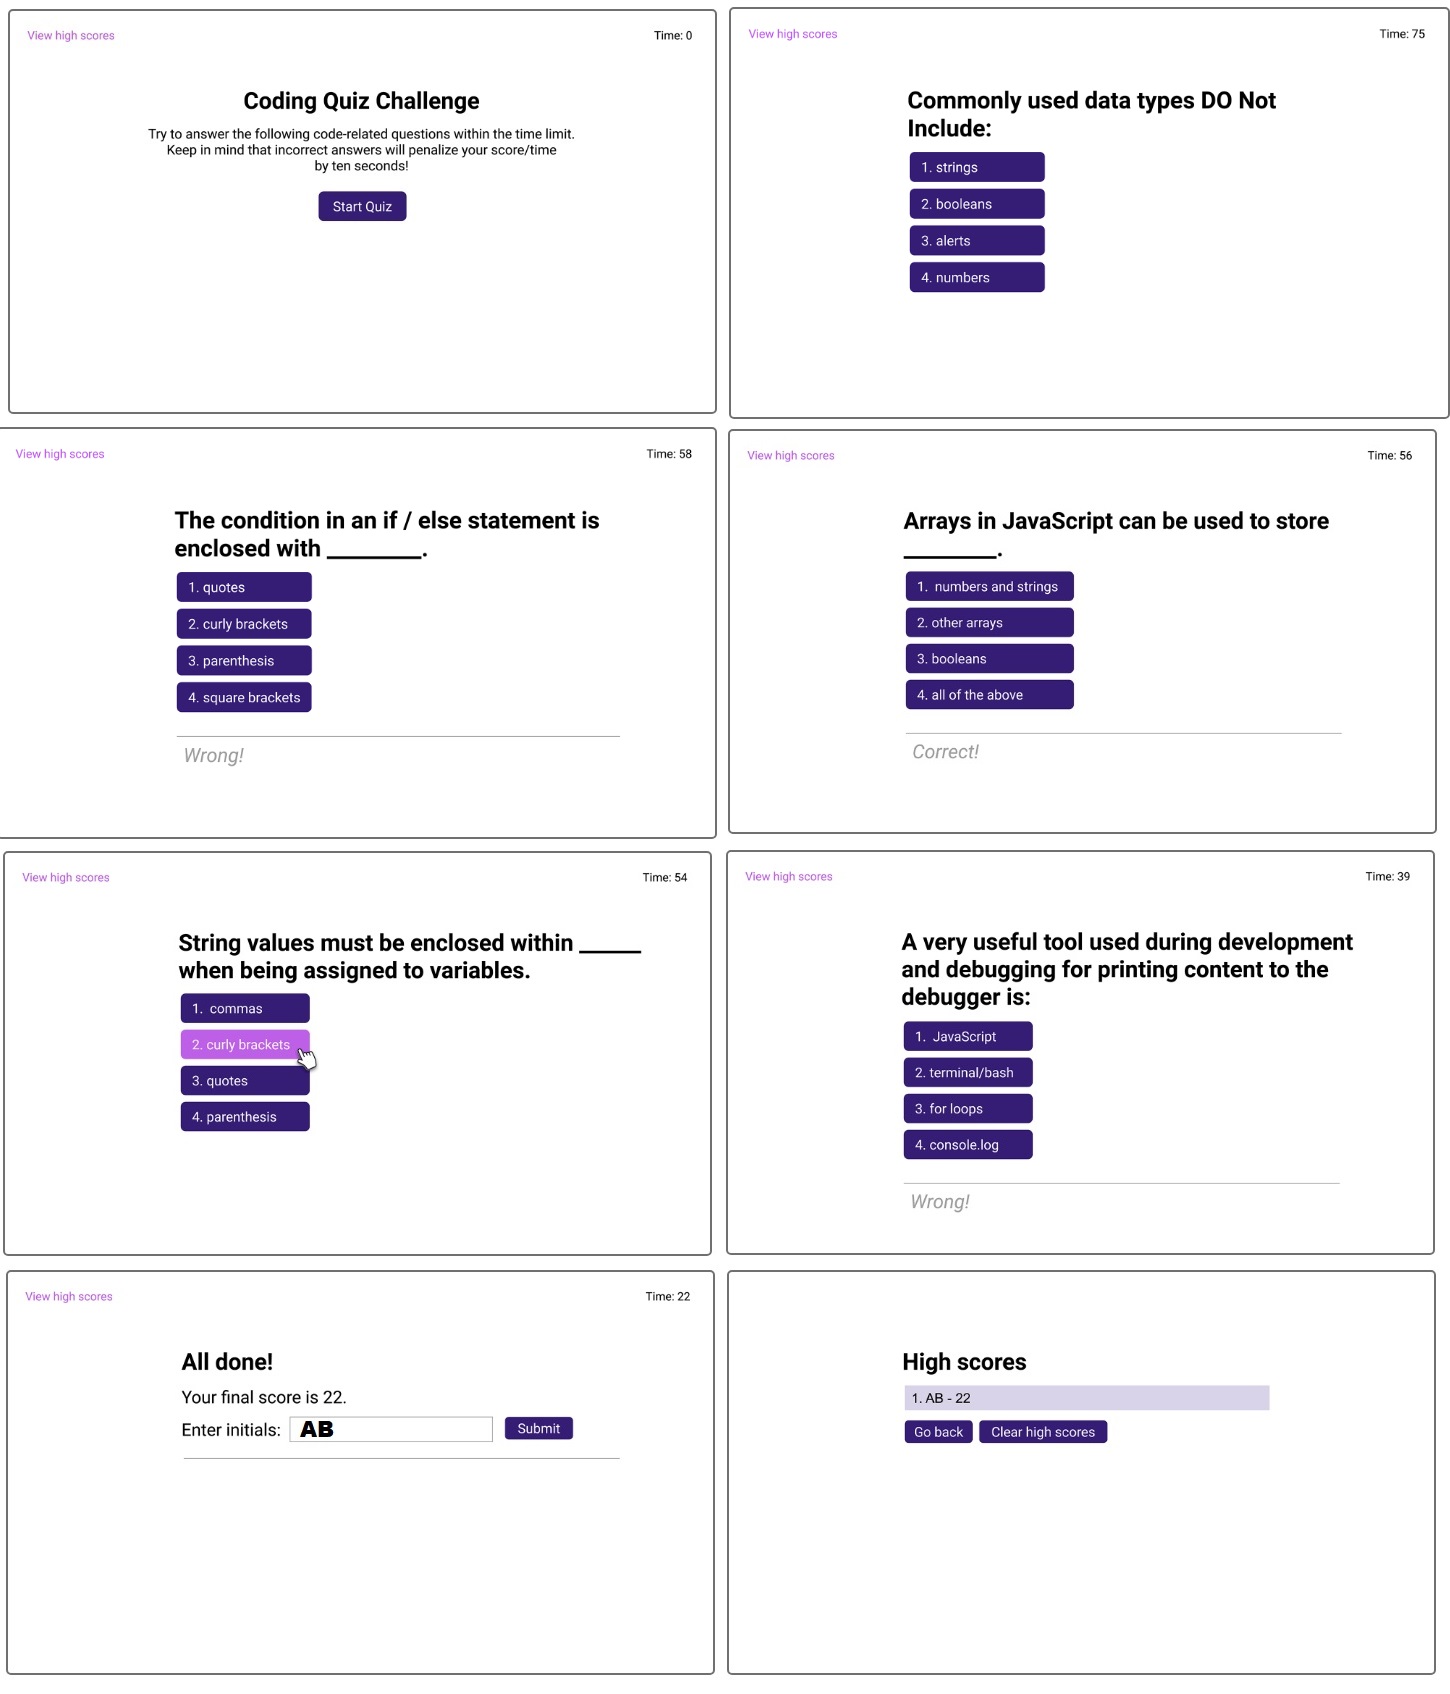 View high scores
Time: 0
Coding Quiz Challenge
Try to answer the following code-related questions within the time limit.
Keep in mind that incorrect answers will penalize your score/time
by ten seconds!
Start Quiz
View high scores
Time: 75
Commonly used data types DO Not
Include:
1. strings
2. booleans
3. alerts
4. numbers
View high scores
Time: 58
The condition in an if / else statement is
enclosed with ________.
1. quotes
2. curly brackets
3. parenthesis
4. square brackets
Wrong!
View high scores
Time: 56
Arrays in JavaScript can be used to store
________.
1. numbers and strings
2. other arrays
3. booleans
4. all of the above
Correct!
View high scores
Time: 54
String values must be enclosed within _____
when being assigned to variables.
1. commas
2. curly brackets
3. quotes
4. parenthesis
View high scores
Time: 39
A very useful tool used during development
and debugging for printing content to the
debugger is:
1. JavaScript
2. terminal/bash
3. for loops
4. console.log
Wrong!
View high scores
Time: 22
All done!
Your final score is 22.
Enter initials: AB Submit
High scores
1. AB - 22
Go back Clear high scores